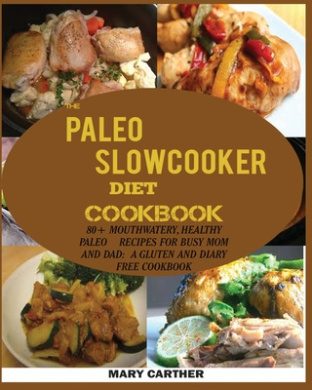 THE
PALEO
SLOWCOOKER
DIET
COOKBOOK
80+ MOUTHWATERY, HEALTHY
PALEO RECIPES FOR BUSY MOM
AND DAD: A GLUTEN AND DIARY
FREE COOKBOOK
MARY CARTHER